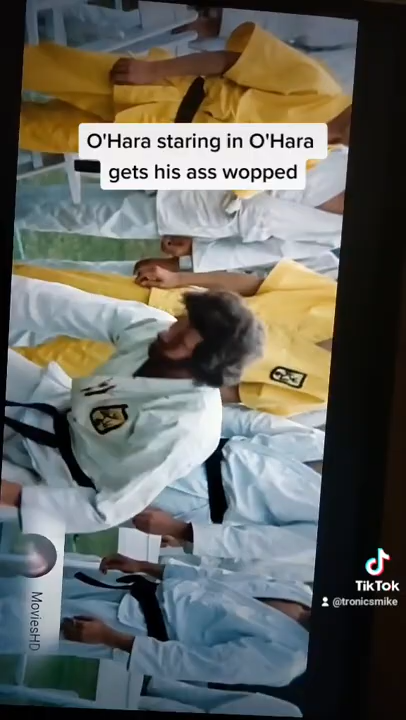 O'Hara staring in O'Hara
gets his ass wopped
TikTok
@tronicsmike
MoviesHD